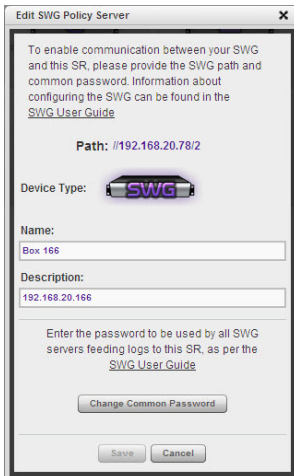 Edit SWG Policy Server
To enable communication between your SWG
and this SR, please provide the SWG path and
common password. Information about
configuring the SWG can be found in the
SWG User Guide
Path: //192.168.20.78/2
Device Type:
SWG
Name:
Box 166
Description:
192.168.20.166
Enter the password to be used by all SWG
servers feeding logs to this SR, as per the
SWG User Guide
Change Common Password
Save Cancel